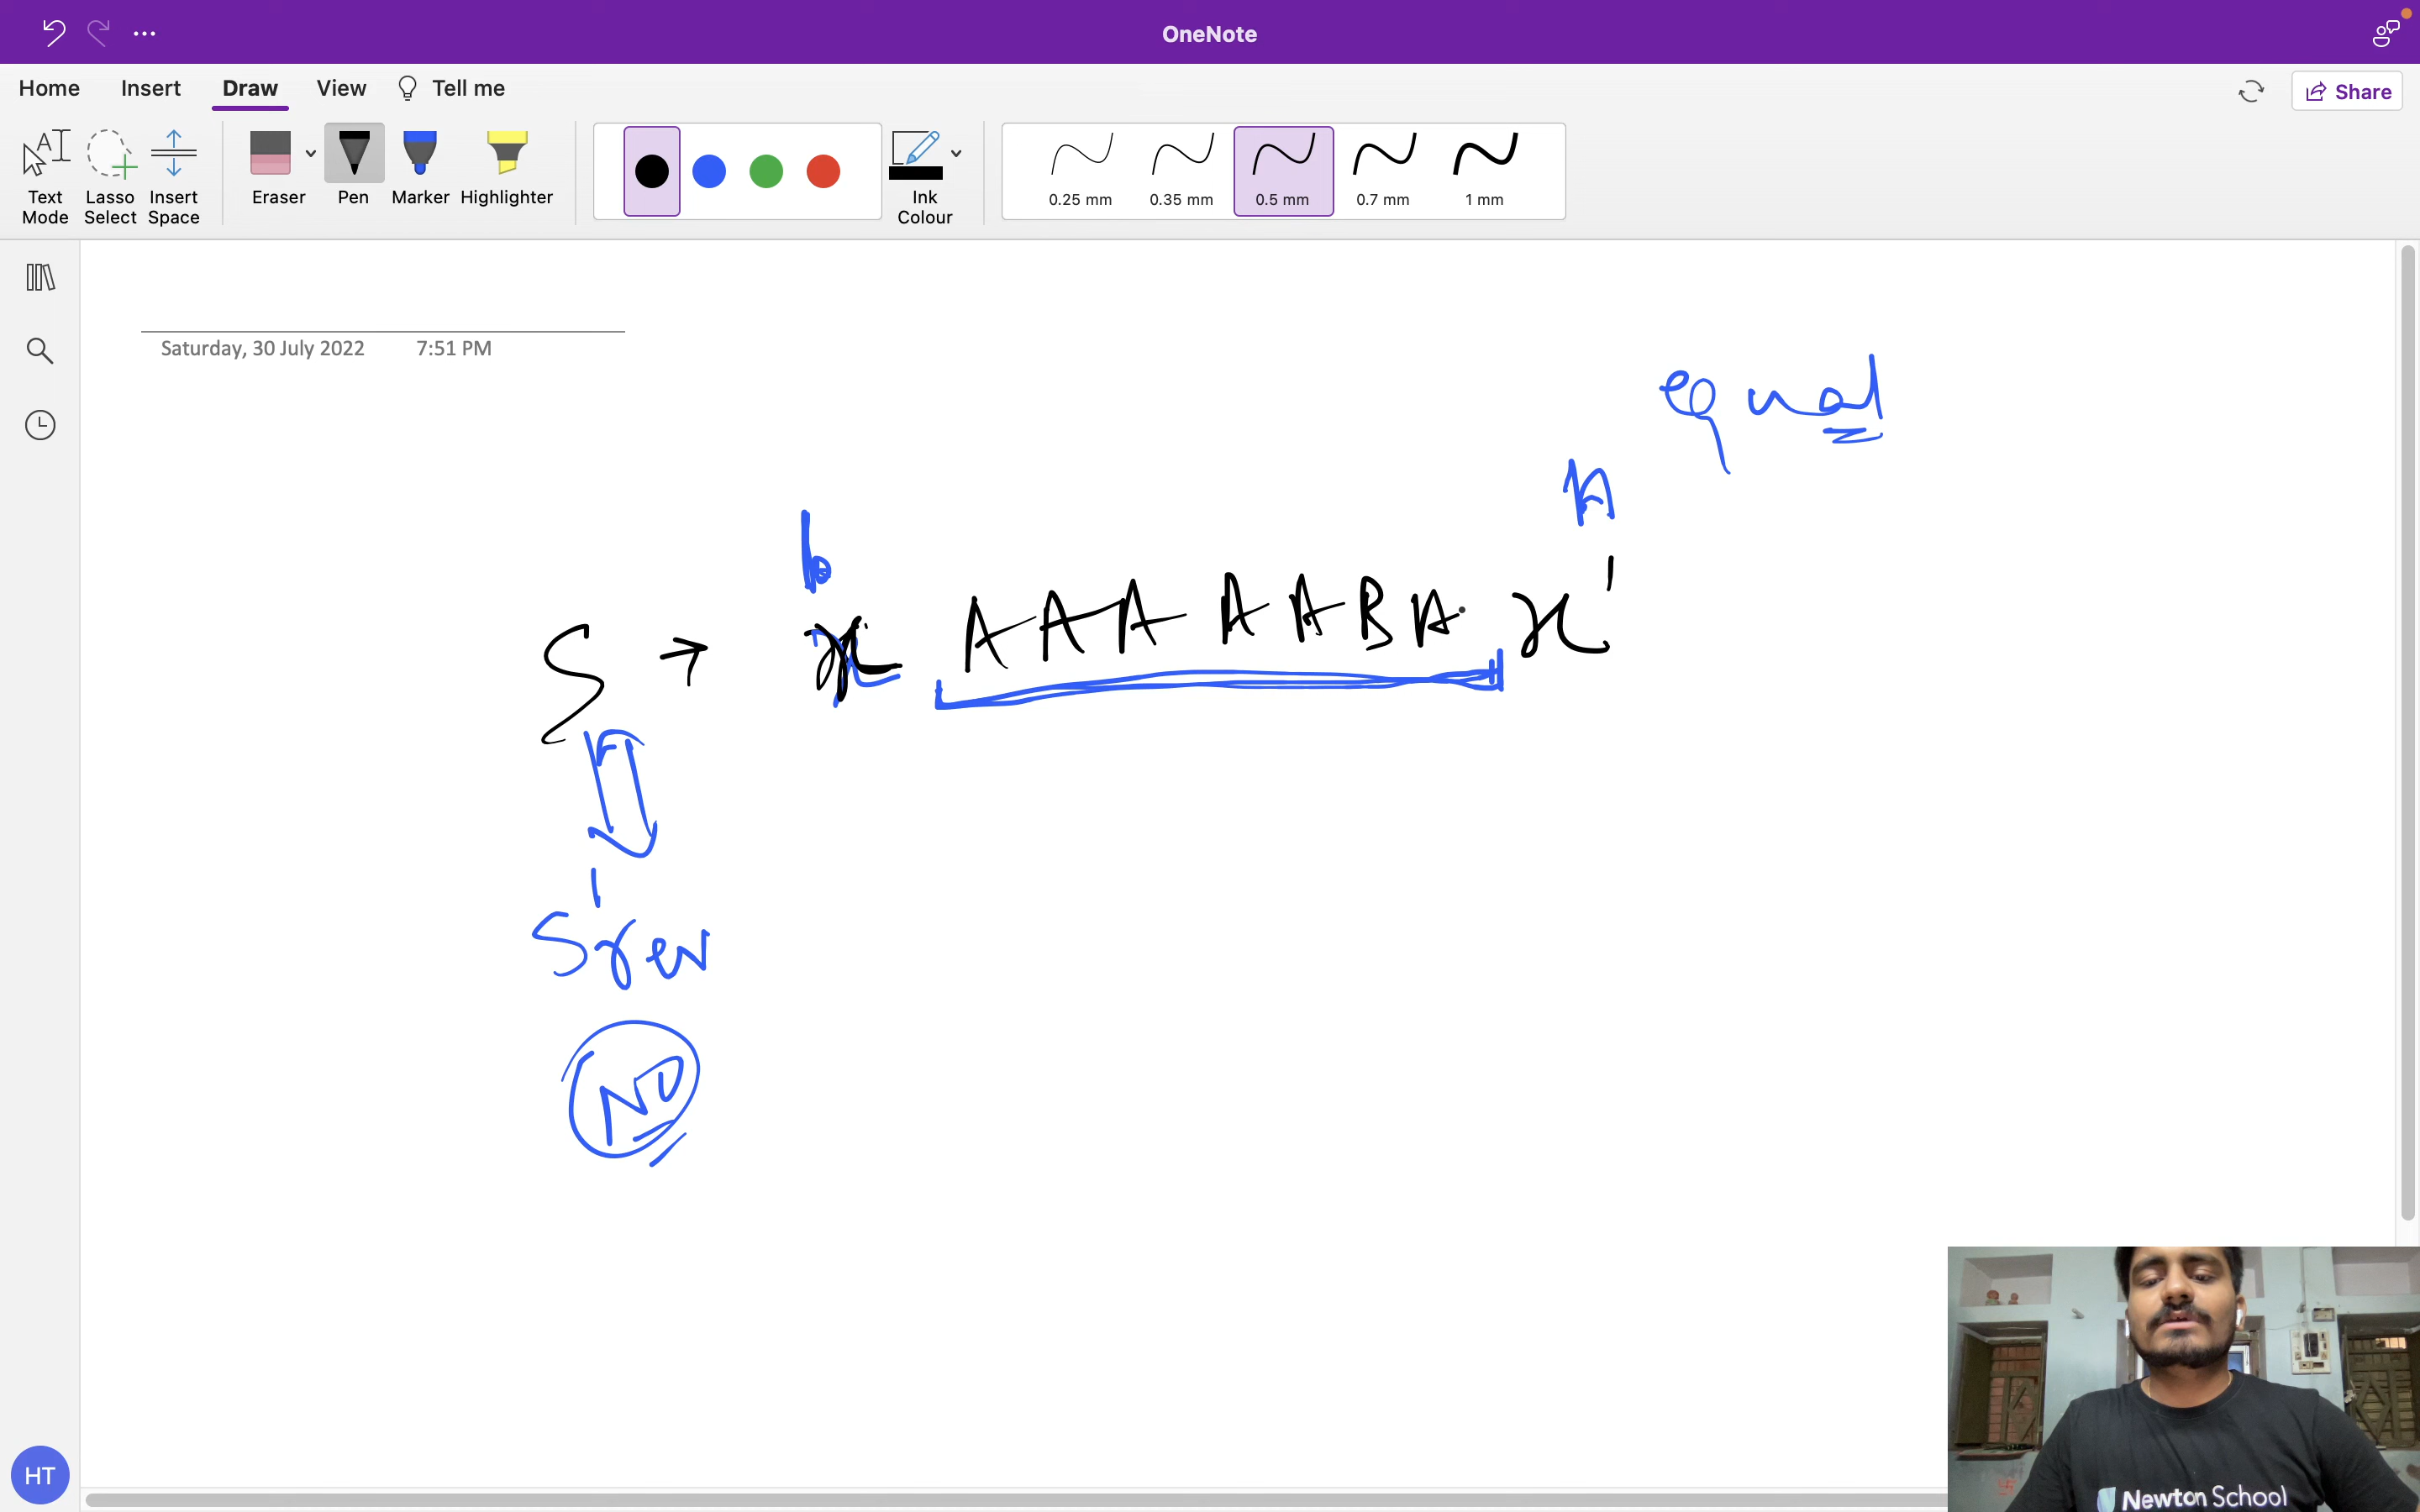 OneNote
Home Insert Draw View Tell me
Share
Text Mode
Lasso Select
Insert Space
Eraser
Pen
Marker
Highlighter
Ink Colour
0.25 mm
0.35 mm
0.5 mm
0.7 mm
1 mm
Saturday, 30 July 2022 7:51 PM
equal
b
A
S → x AAAAABA x'
S'rev
NO
HT
Newton School